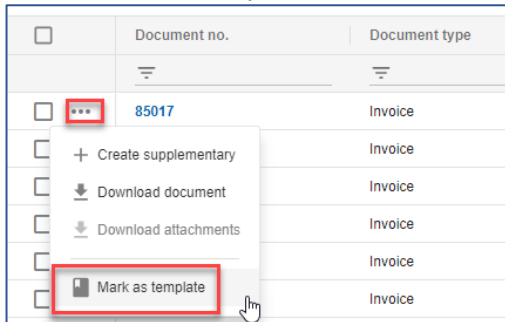 Document no. Document type
85017 Invoice
+ Create supplementary Invoice
Download document Invoice
Download attachments Invoice
Invoice
Mark as template Invoice